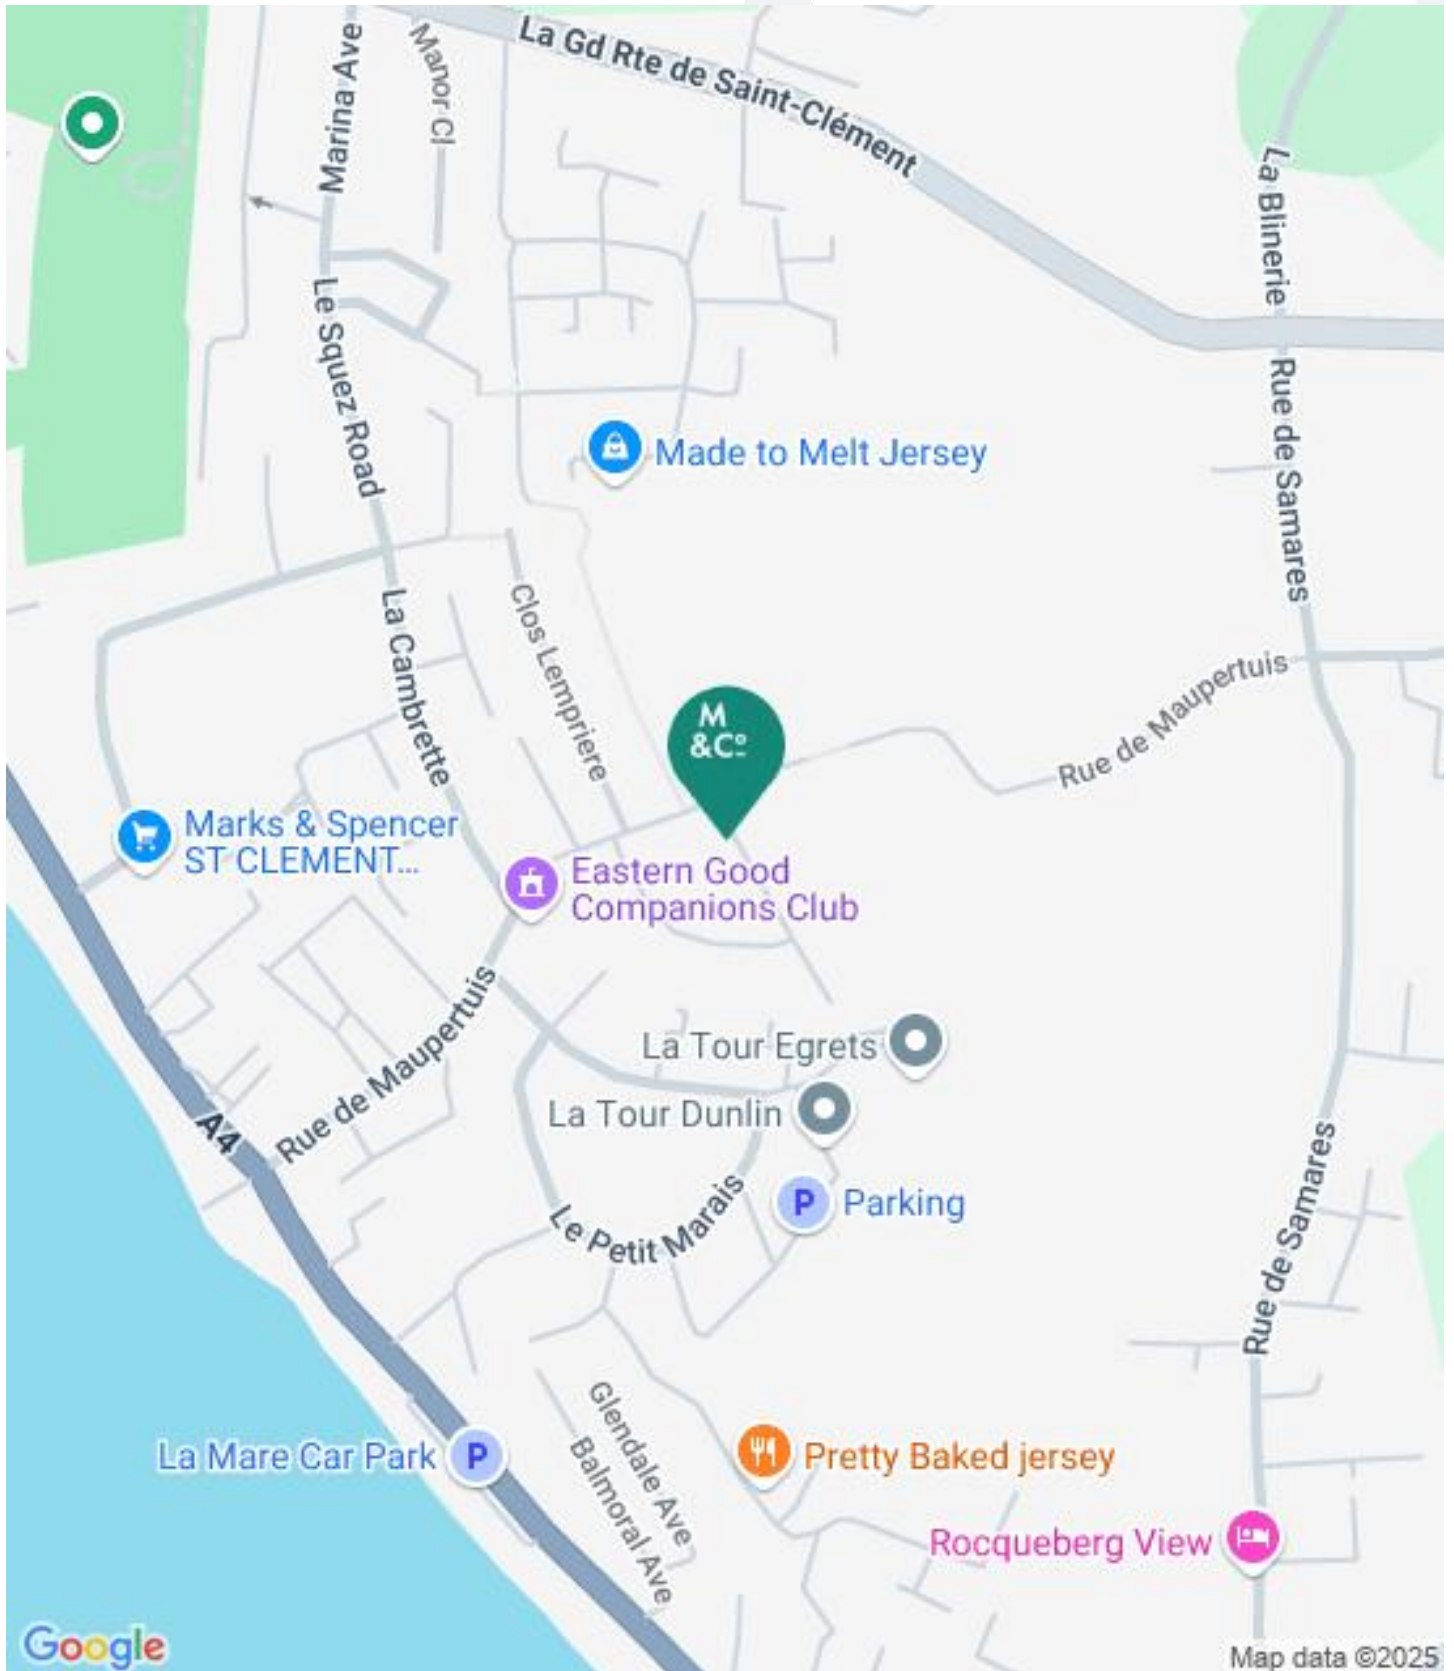 La Gd Rte de Saint-Clément
Marina Ave
Manor Cl
La Blinerie
Le Squez Road
Rue de Samares
Made to Melt Jersey
La Cambrette
Clos Lempriere
Rue de Maupertuis
M
&Cº
Marks & Spencer
ST CLEMENT...
Eastern Good
Companions Club
Rue de Maupertuis
La Tour Egrets
La Tour Dunlin
A4
P
Parking
Le Petit Marais
Rue de Samares
La Mare Car Park
P
Glendale Ave
Balmoral Ave
Pretty Baked jersey
Rocqueberg View
Google
Map data ©2025